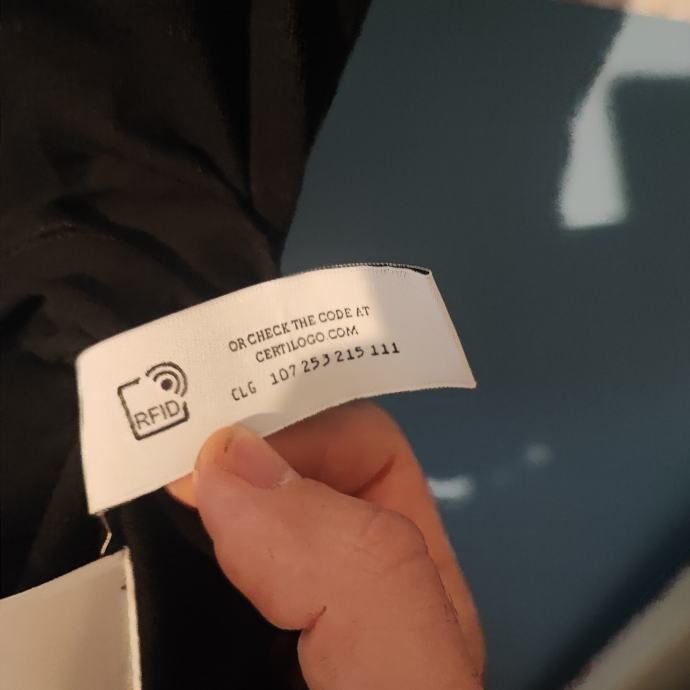 OR CHECK THE CODE AT
CERTILOGO.COM
CLG 107 253 215 111
RFID